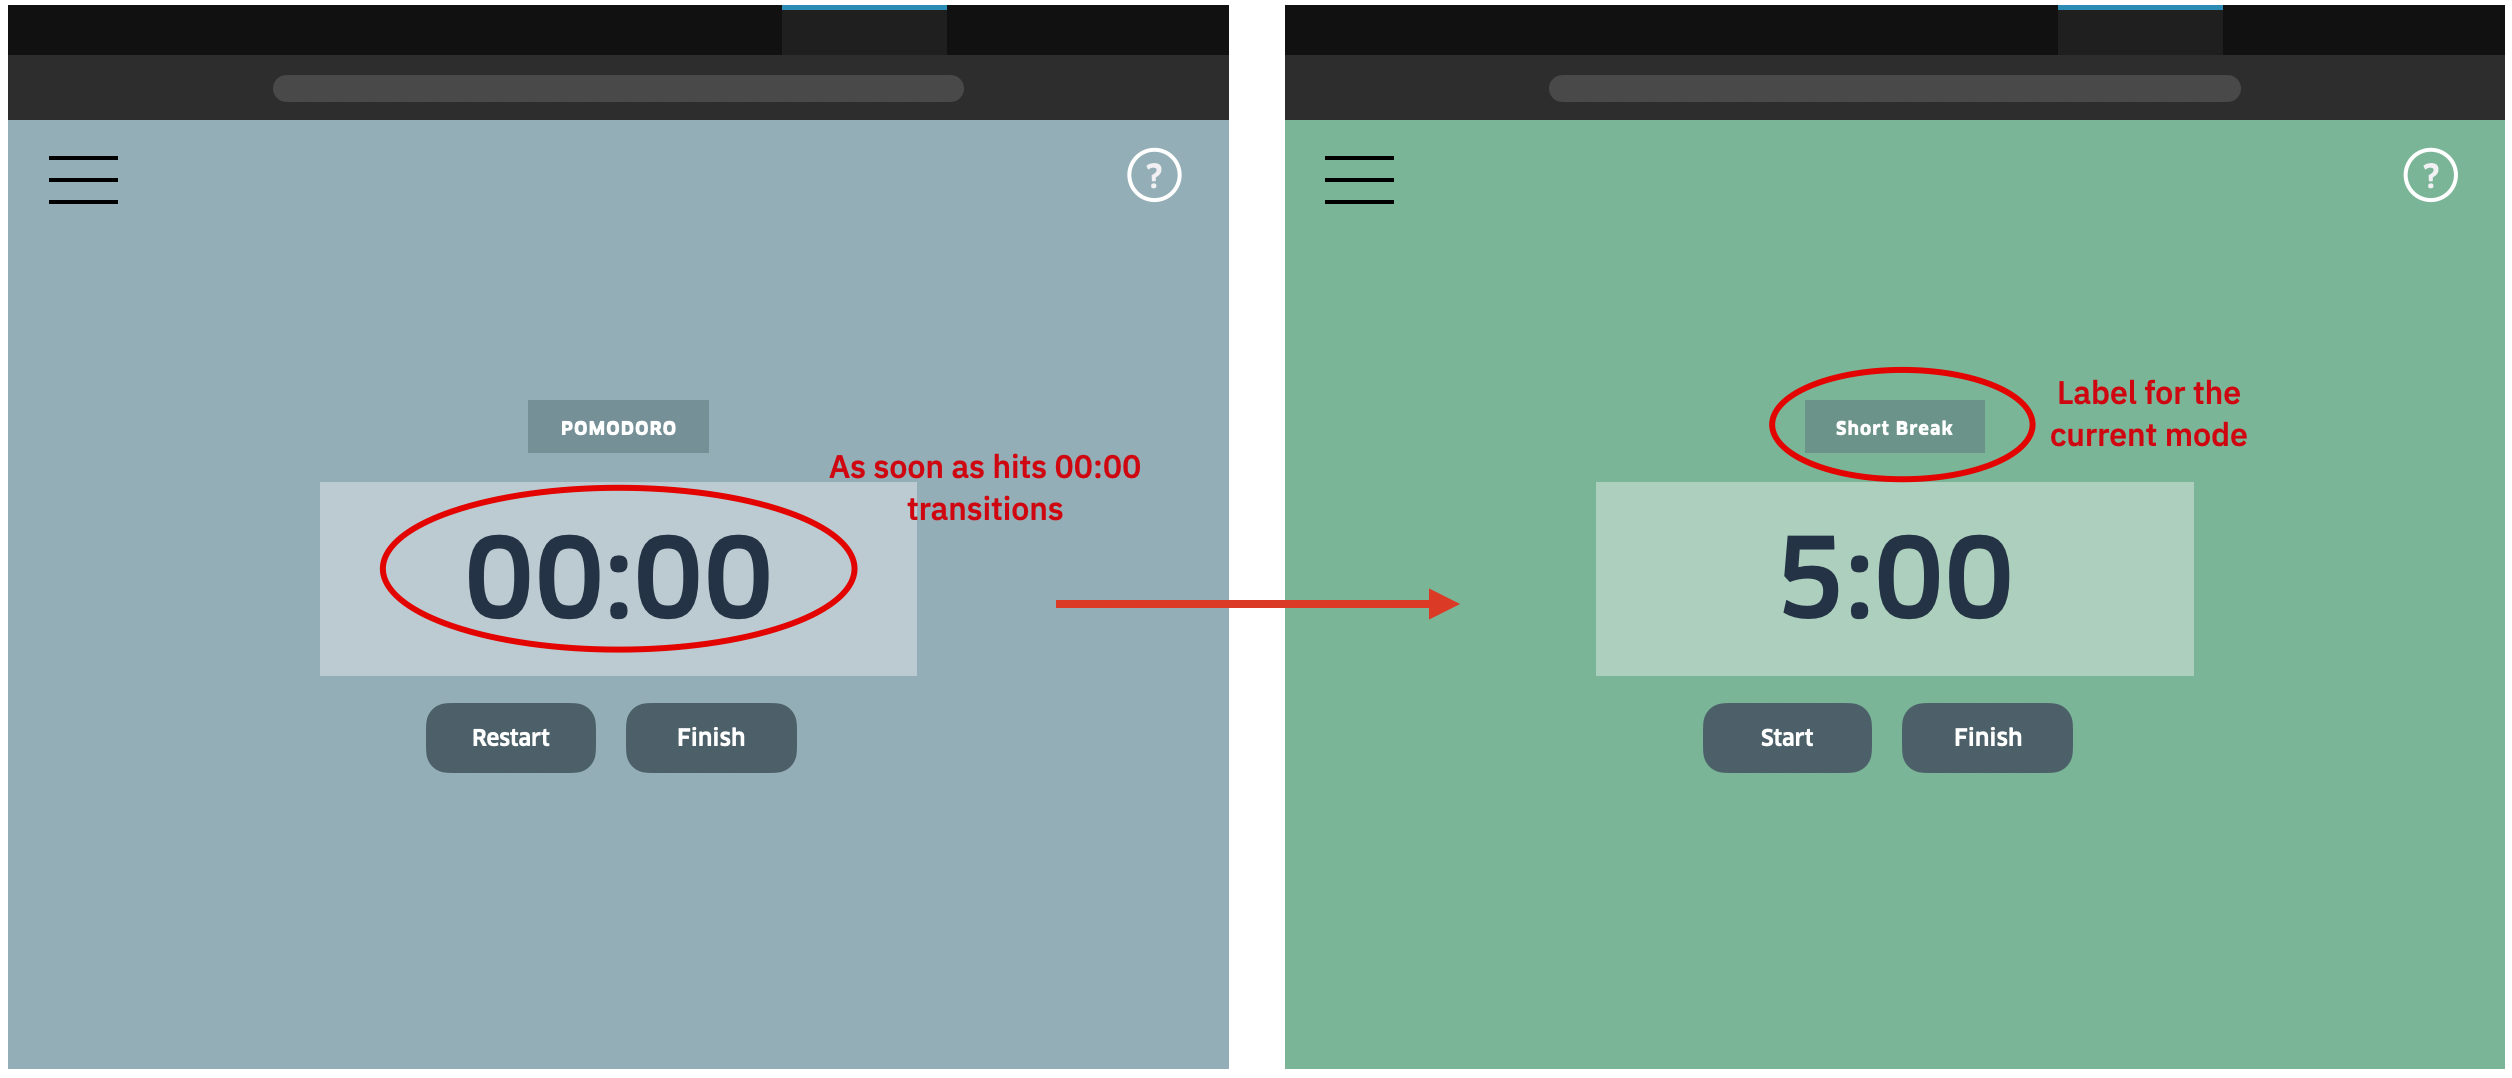 ?
POMODORO
As soon as hits 00:00
transitions
00:00
Restart
Finish
?
Short Break
Label for the
current mode
5:00
Start
Finish